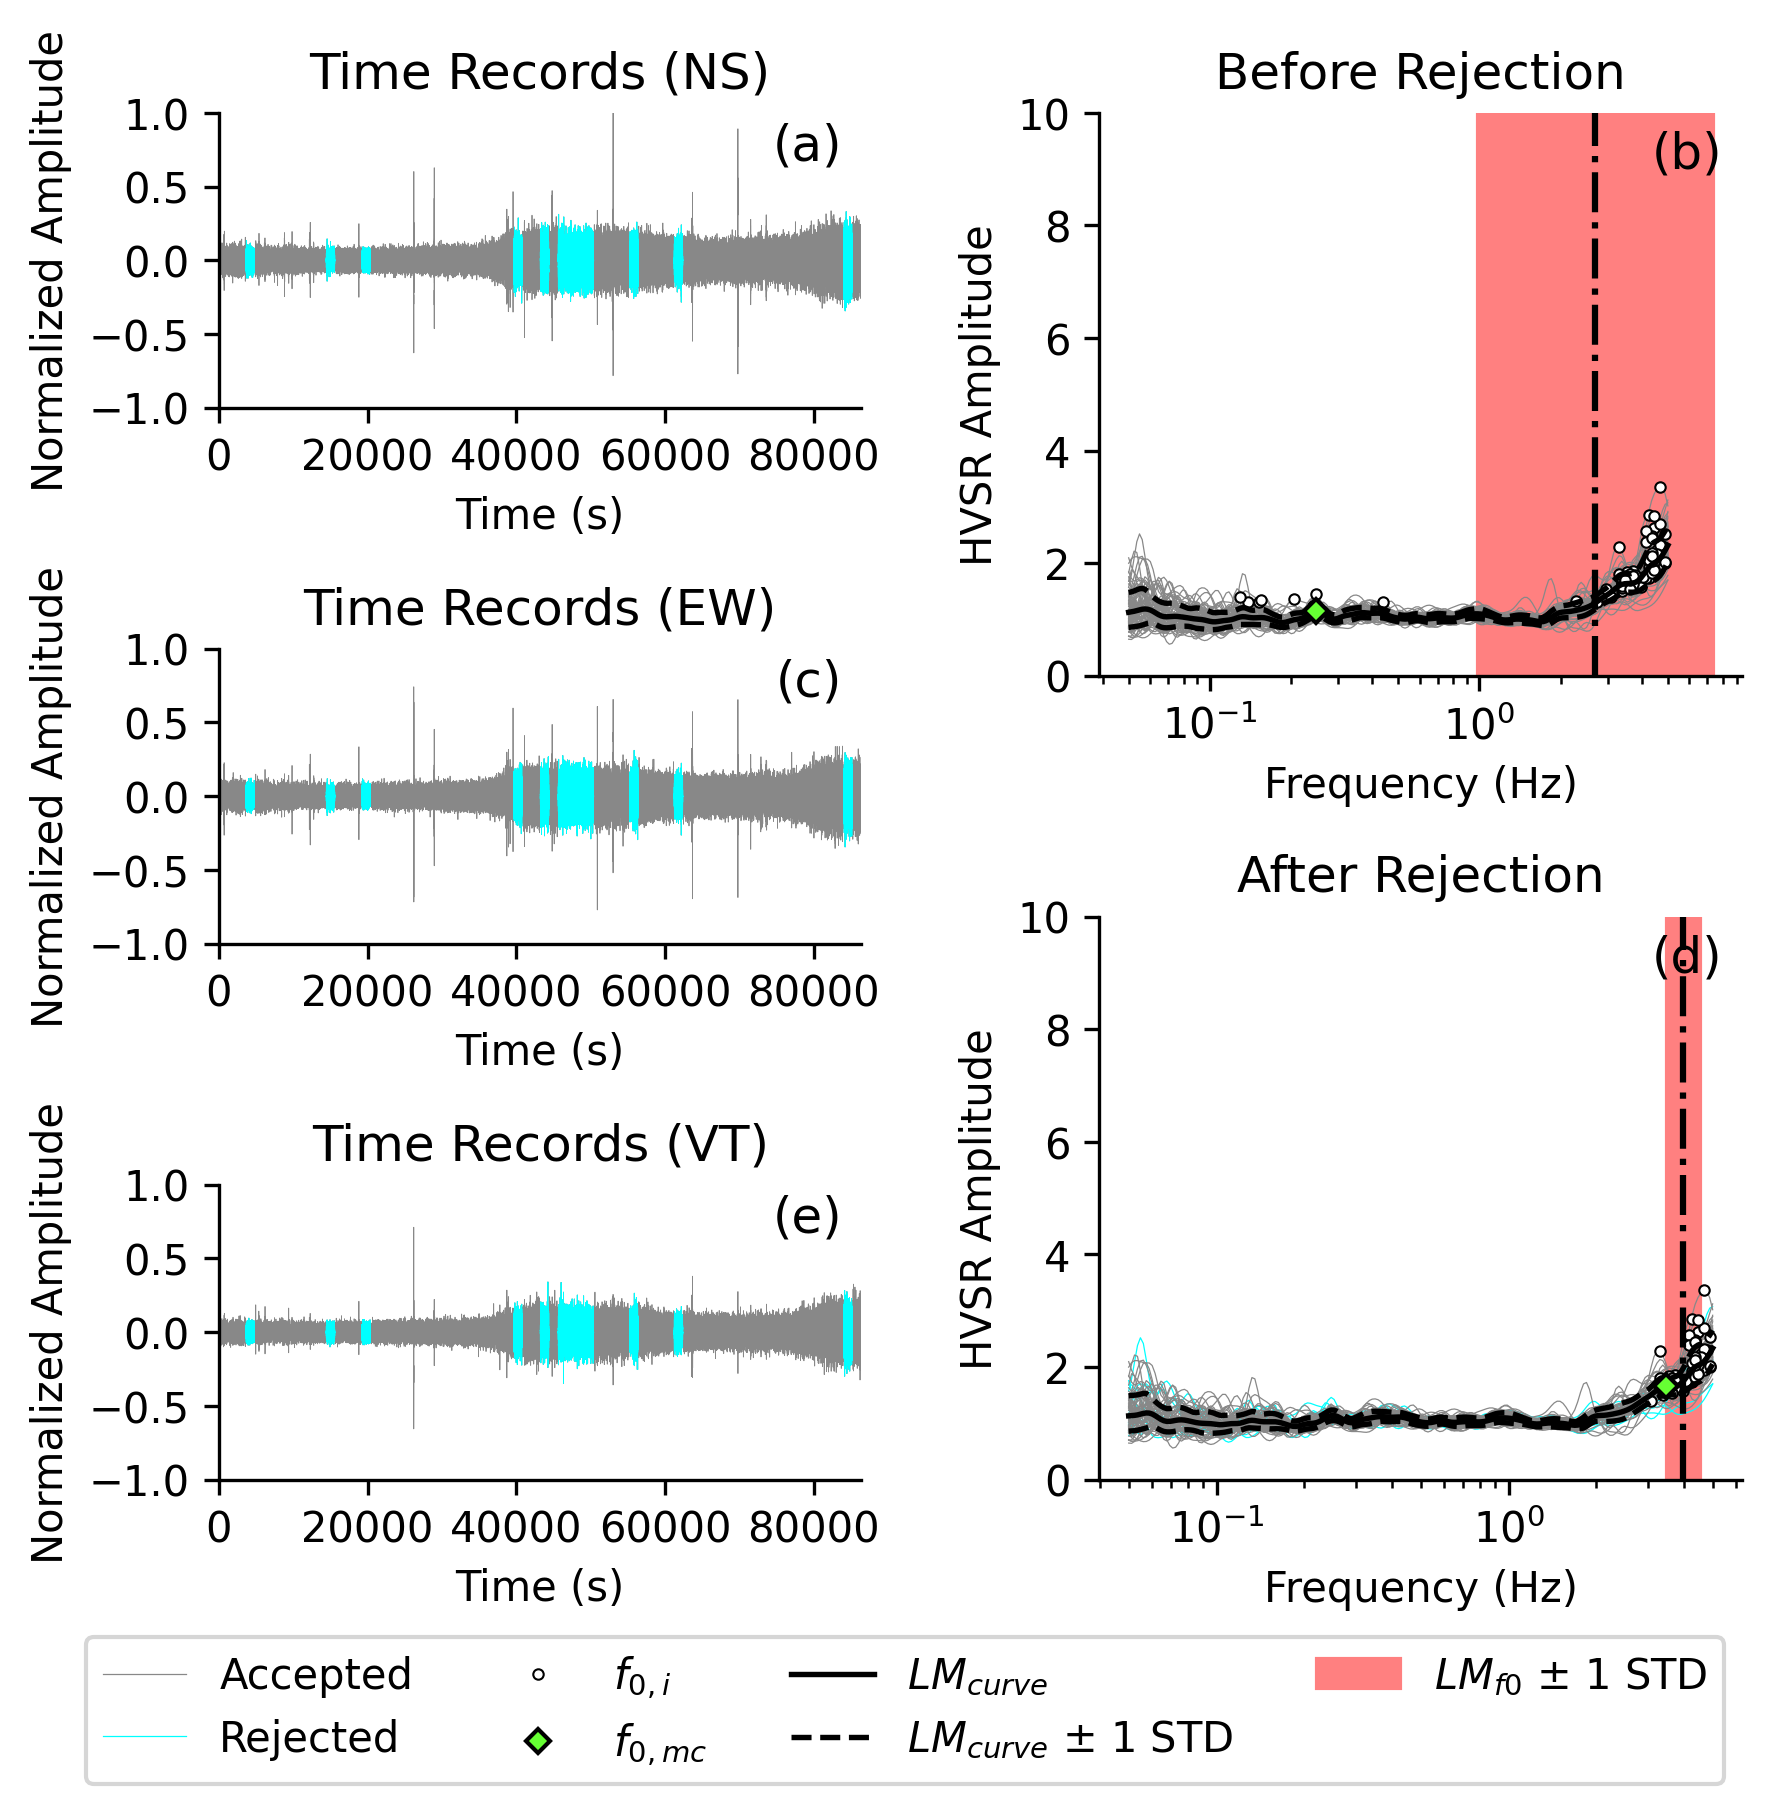 Time Records (NS)
Normalized Amplitude
1.0
0.5
0.0
−0.5
−1.0
(a)
0 20000 40000 60000 80000
Time (s)
Before Rejection
HVSR Amplitude
10
8
6
4
2
0
(b)
10⁻¹ 10⁰
Frequency (Hz)
Time Records (EW)
Normalized Amplitude
1.0
0.5
0.0
−0.5
−1.0
(c)
0 20000 40000 60000 80000
Time (s)
After Rejection
HVSR Amplitude
10
8
6
4
2
0
(d)
10⁻¹ 10⁰
Frequency (Hz)
Time Records (VT)
Normalized Amplitude
1.0
0.5
0.0
−0.5
−1.0
(e)
0 20000 40000 60000 80000
Time (s)
Accepted
Rejected
f0,i
f0,mc
LMcurve
LMcurve ± 1 STD
LMf0 ± 1 STD